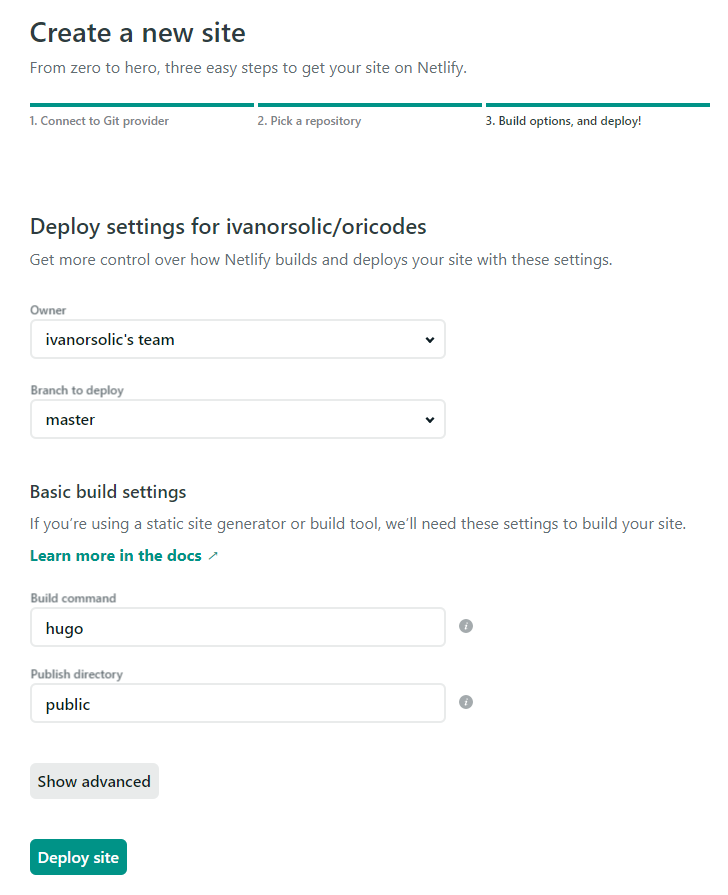 Create a new site
From zero to hero, three easy steps to get your site on Netlify.
1. Connect to Git provider
2. Pick a repository
3. Build options, and deploy!
Deploy settings for ivanorsolic/oricodes
Get more control over how Netlify builds and deploys your site with these settings.
Owner
ivanorsolic's team
Branch to deploy
master
Basic build settings
If you're using a static site generator or build tool, we'll need these settings to build your site.
Learn more in the docs ↗
Build command
hugo
i
Publish directory
public
i
Show advanced
Deploy site